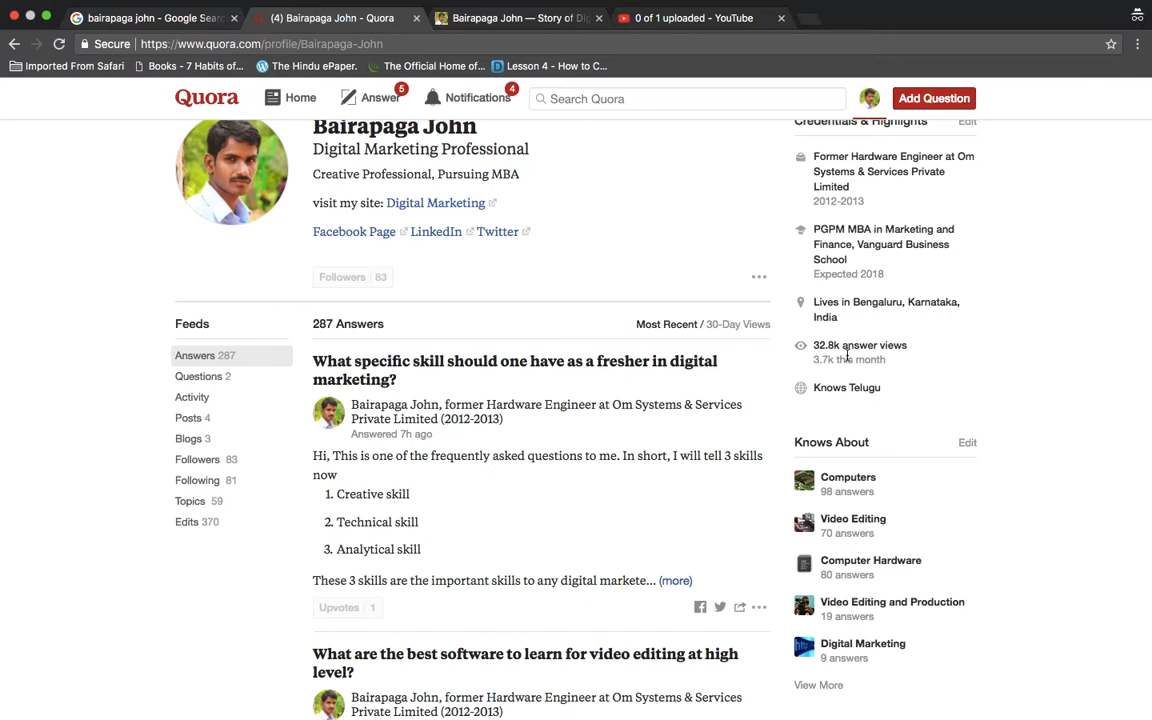 bairapaga john - Google Sear
(4) Bairapaga John - Quora
Bairapaga John — Story of Dig
0 of 1 uploaded - YouTube
Secure
https://www.quora.com/profile/Bairapaga-John
Imported From Safari
Books - 7 Habits of...
The Hindu ePaper.
The Official Home of...
Lesson 4 - How to C...
Quora
Home
Answer
5
Notifications
4
Search Quora
Add Question
Bairapaga John
Digital Marketing Professional
Creative Professional, Pursuing MBA
visit my site: Digital Marketing
Facebook Page LinkedIn Twitter
Followers 83
Feeds
Answers 287
Questions 2
Activity
Posts 4
Blogs 3
Followers 83
Following 81
Topics 59
Edits 370
287 Answers
Most Recent / 30-Day Views
What specific skill should one have as a fresher in digital
marketing?
Bairapaga John, former Hardware Engineer at Om Systems & Services
Private Limited (2012-2013)
Answered 7h ago
Hi, This is one of the frequently asked questions to me. In short, I will tell 3 skills
now
1. Creative skill
2. Technical skill
3. Analytical skill
These 3 skills are the important skills to any digital markete... (more)
Upvotes 1
What are the best software to learn for video editing at high
level?
Bairapaga John, former Hardware Engineer at Om Systems & Services
Private Limited (2012-2013)
Credentials & Highlights
Edit
Former Hardware Engineer at Om
Systems & Services Private
Limited
2012-2013
PGPM MBA in Marketing and
Finance, Vanguard Business
School
Expected 2018
Lives in Bengaluru, Karnataka,
India
32.8k answer views
3.7k this month
Knows Telugu
Knows About
Edit
Computers
98 answers
Video Editing
70 answers
Computer Hardware
80 answers
Video Editing and Production
19 answers
Digital Marketing
9 answers
View More